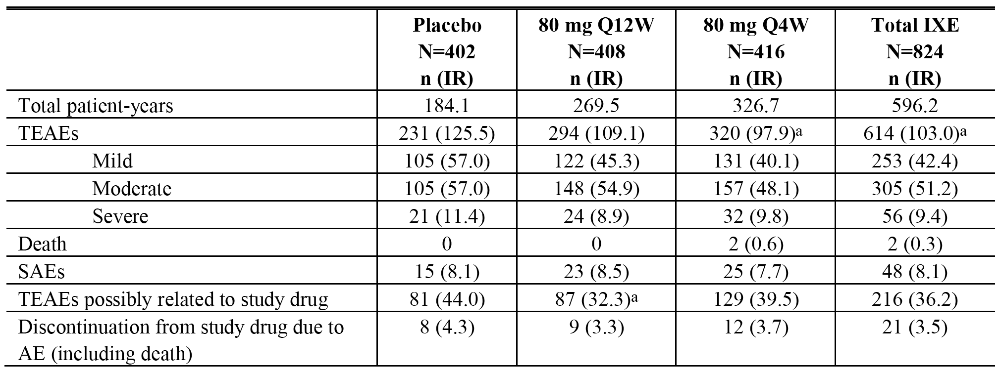 Placebo 80 mg Q12W 80 mg Q4W Total IXE
N=402 N=408 N=416 N=824
n (IR) n (IR) n (IR) n (IR)
Total patient-years 184.1 269.5 326.7 596.2
TEAEs 231 (125.5) 294 (109.1) 320 (97.9)ᵃ 614 (103.0)ᵃ
Mild 105 (57.0) 122 (45.3) 131 (40.1) 253 (42.4)
Moderate 105 (57.0) 148 (54.9) 157 (48.1) 305 (51.2)
Severe 21 (11.4) 24 (8.9) 32 (9.8) 56 (9.4)
Death 0 0 2 (0.6) 2 (0.3)
SAEs 15 (8.1) 23 (8.5) 25 (7.7) 48 (8.1)
TEAEs possibly related to study drug 81 (44.0) 87 (32.3)ᵃ 129 (39.5) 216 (36.2)
Discontinuation from study drug due to 8 (4.3) 9 (3.3) 12 (3.7) 21 (3.5)
AE (including death)